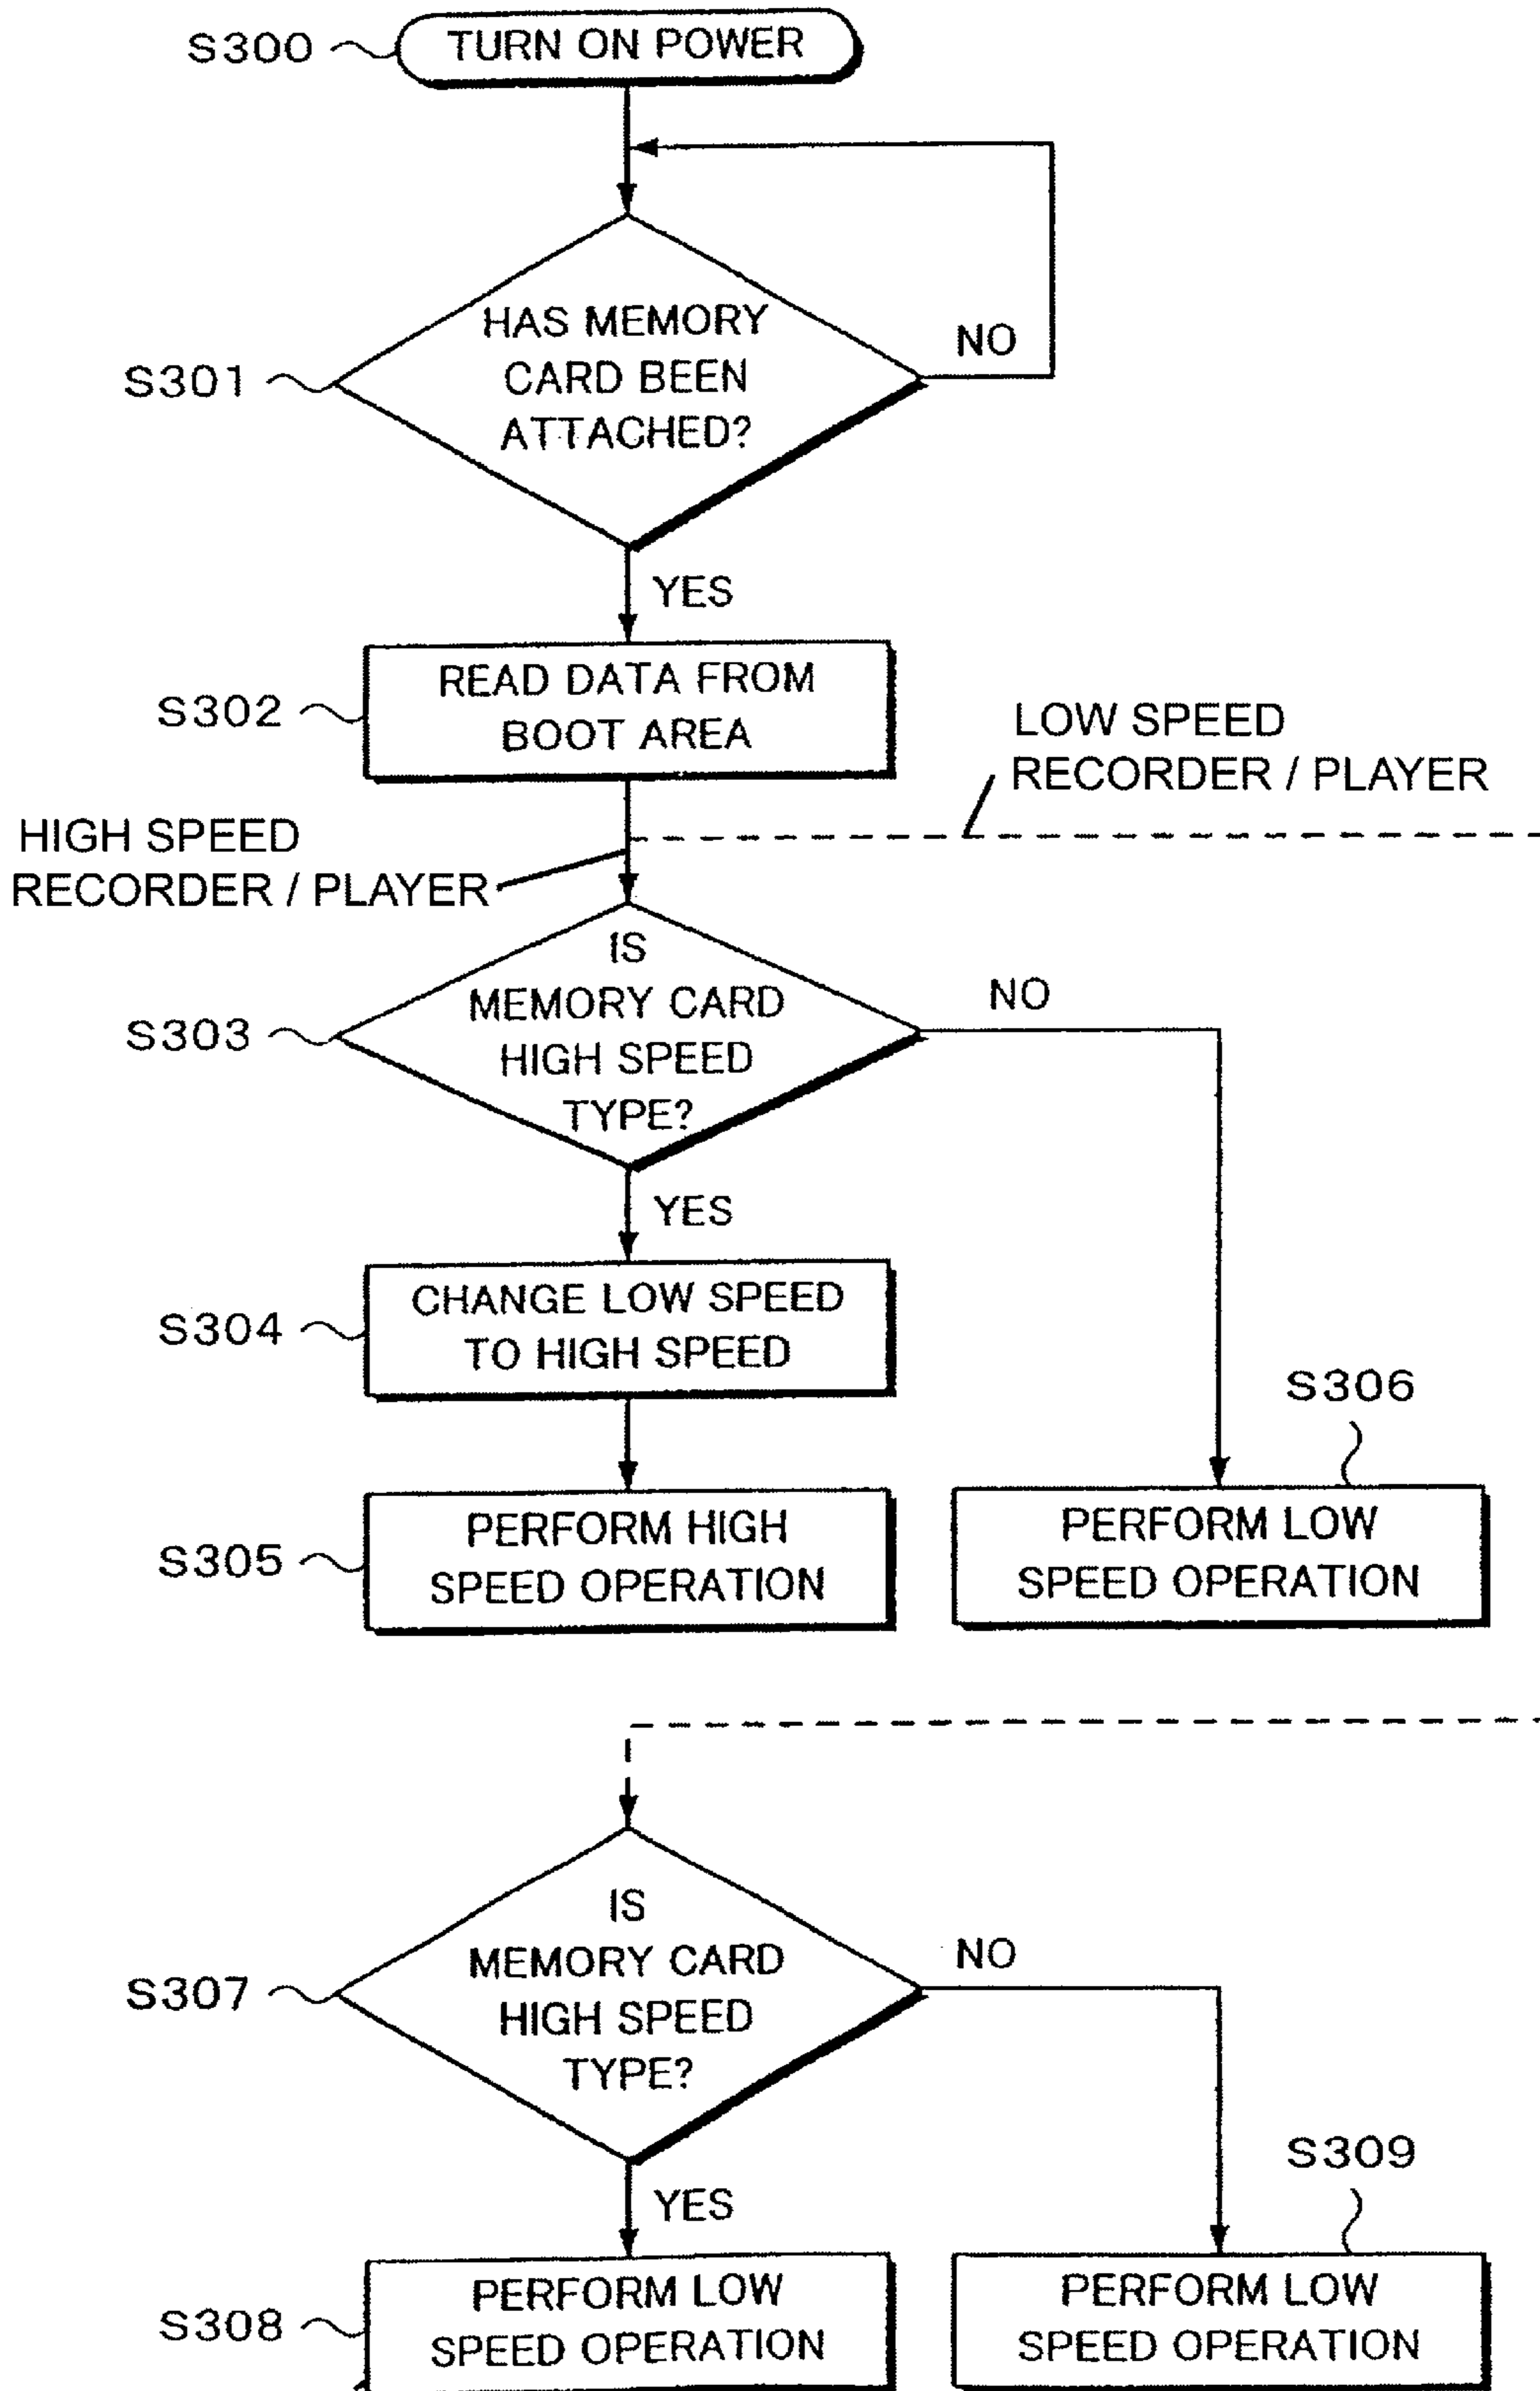 S300
TURN ON POWER
S301
HAS MEMORY
CARD BEEN
ATTACHED?
NO
YES
S302
READ DATA FROM
BOOT AREA
LOW SPEED
RECORDER / PLAYER
HIGH SPEED
RECORDER / PLAYER
S303
IS
MEMORY CARD
HIGH SPEED
TYPE?
NO
YES
S304
CHANGE LOW SPEED
TO HIGH SPEED
S305
PERFORM HIGH
SPEED OPERATION
S306
PERFORM LOW
SPEED OPERATION
S307
IS
MEMORY CARD
HIGH SPEED
TYPE?
NO
YES
S308
PERFORM LOW
SPEED OPERATION
S309
PERFORM LOW
SPEED OPERATION